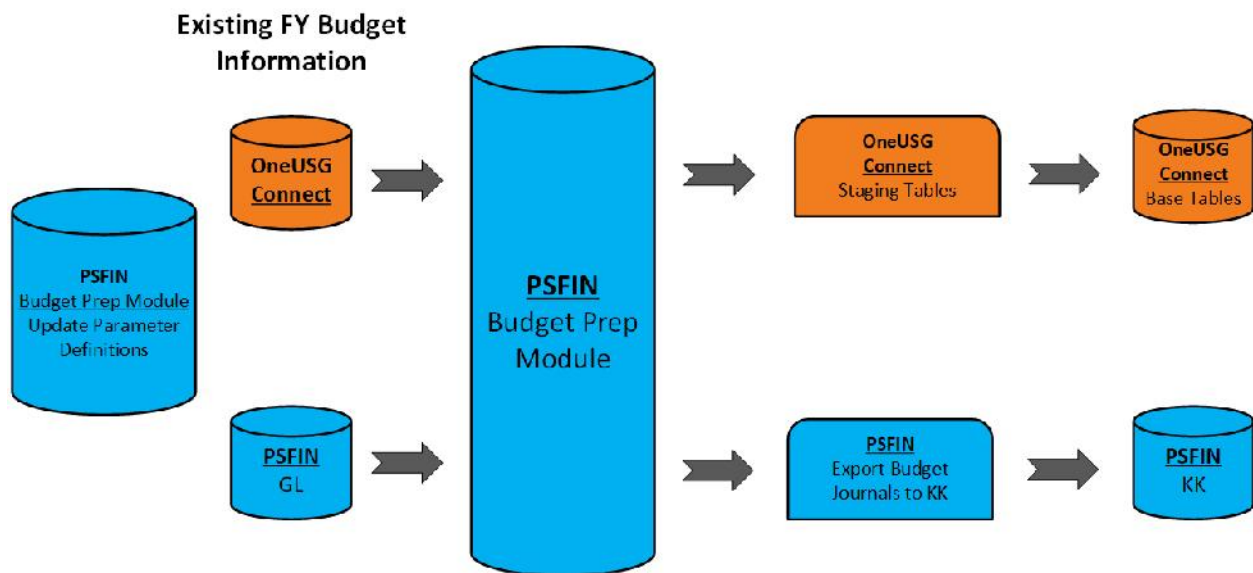 Existing FY Budget
Information
OneUSG
Connect
PSFIN
Budget Prep Module
Update Parameter
Definitions
PSFIN
GL
PSFIN
Budget Prep
Module
OneUSG
Connect
Staging Tables
OneUSG
Connect
Base Tables
PSFIN
Export Budget
Journals to KK
PSFIN
KK